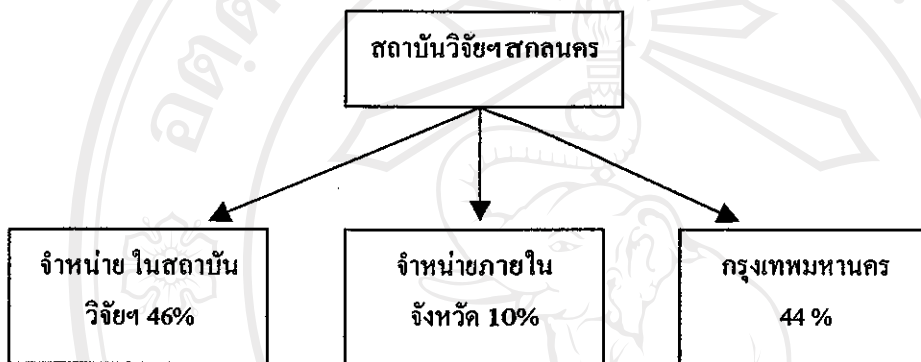 สถาบันวิจัยฯ สกลนคร
จำหน่าย ในสถาบัน
วิจัยฯ 46%
จำหน่ายภายใน
จังหวัด 10%
กรุงเทพมหานคร
44 %